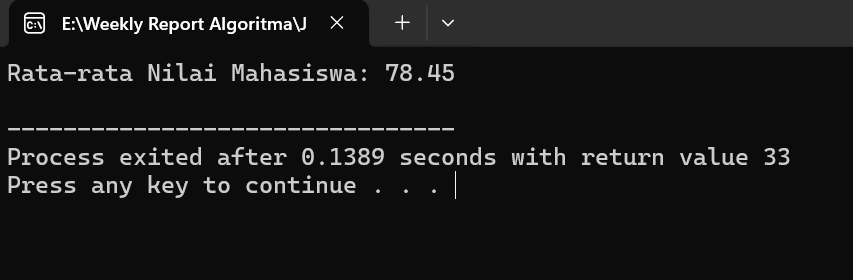 E:\Weekly Report Algoritma\J
Rata-rata Nilai Mahasiswa: 78.45
--------------------------------
Process exited after 0.1389 seconds with return value 33
Press any key to continue . . .